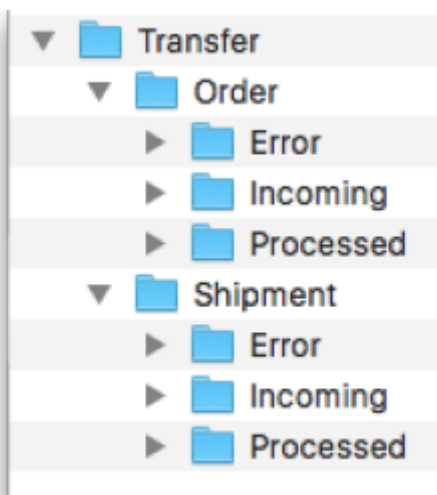 Transfer
Order
Error
Incoming
Processed
Shipment
Error
Incoming
Processed